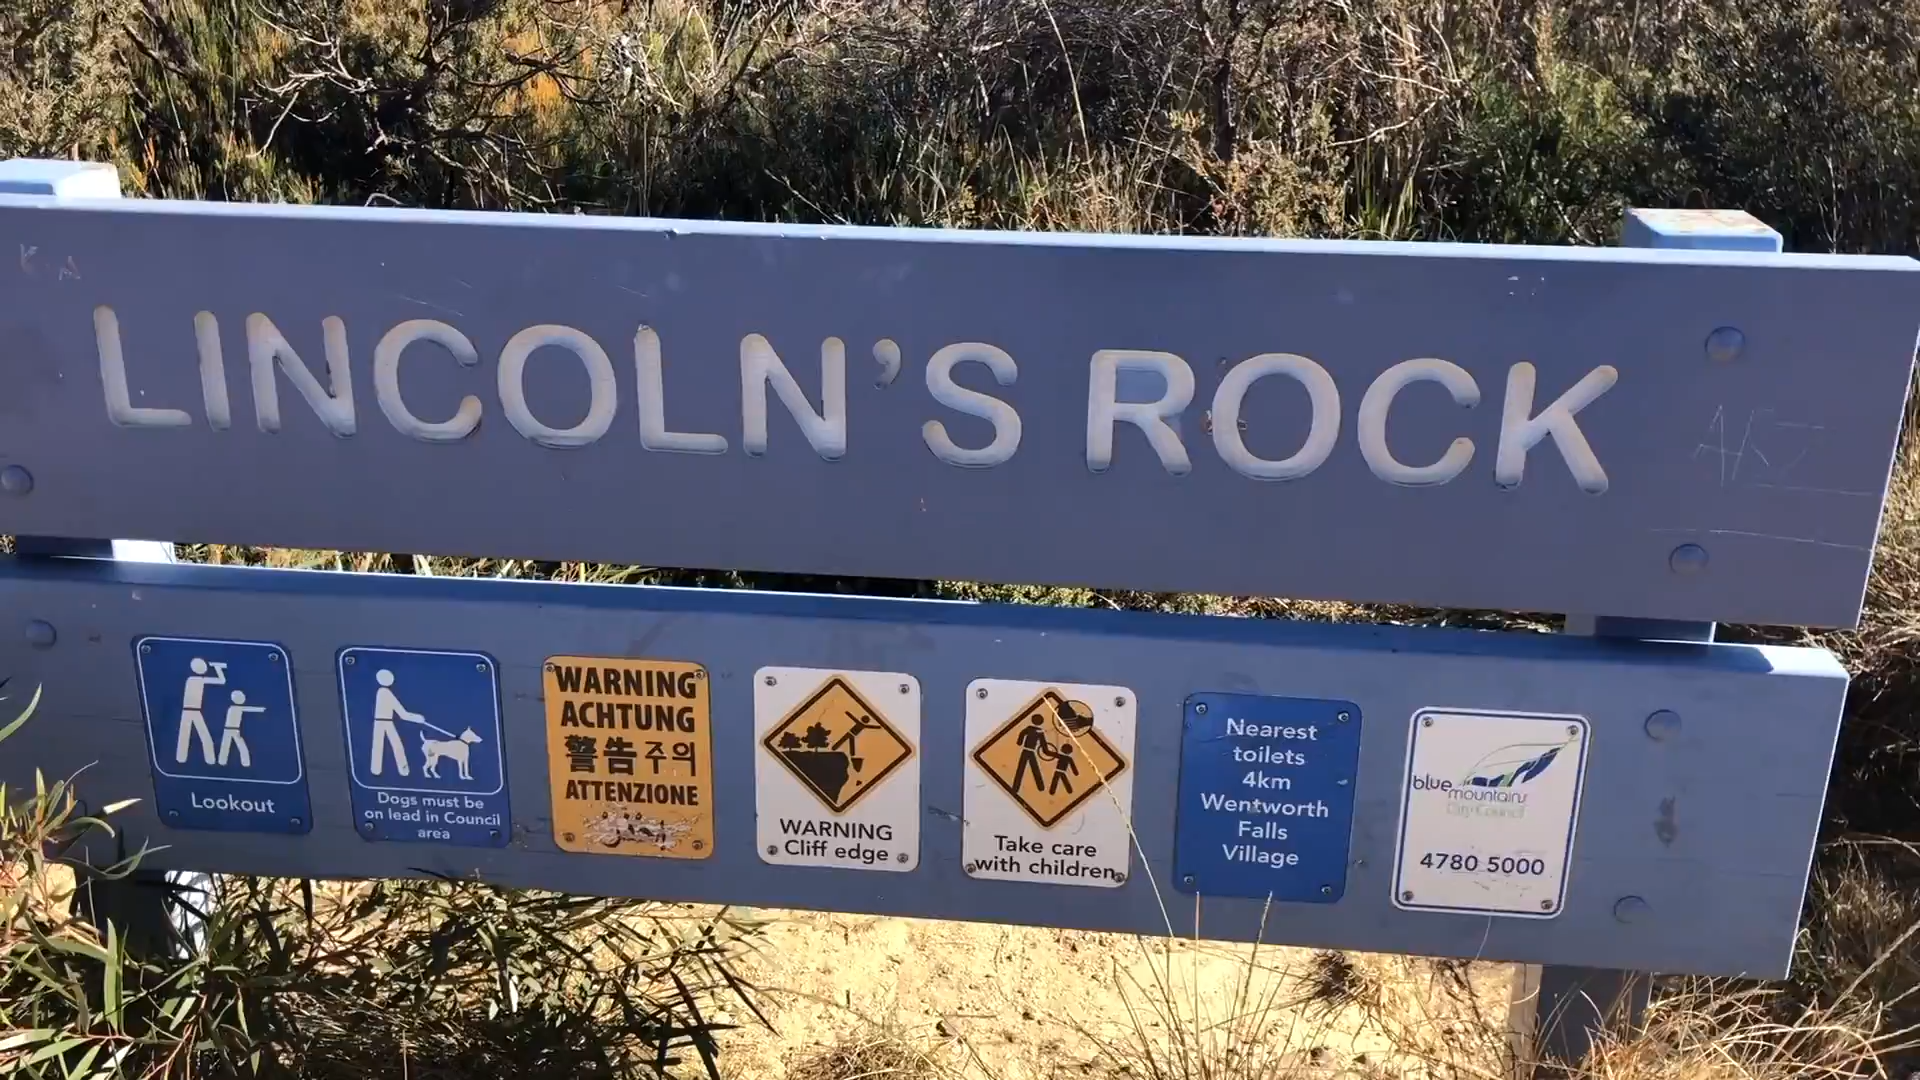 LINCOLN'S ROCK
Lookout
Dogs must be
on lead in Council
area
WARNING
ACHTUNG
警告주의
ATTENZIONE
WARNING
Cliff edge
Take care
with children
Nearest
toilets
4km
Wentworth
Falls
Village
blue mountains
City Council
4780 5000